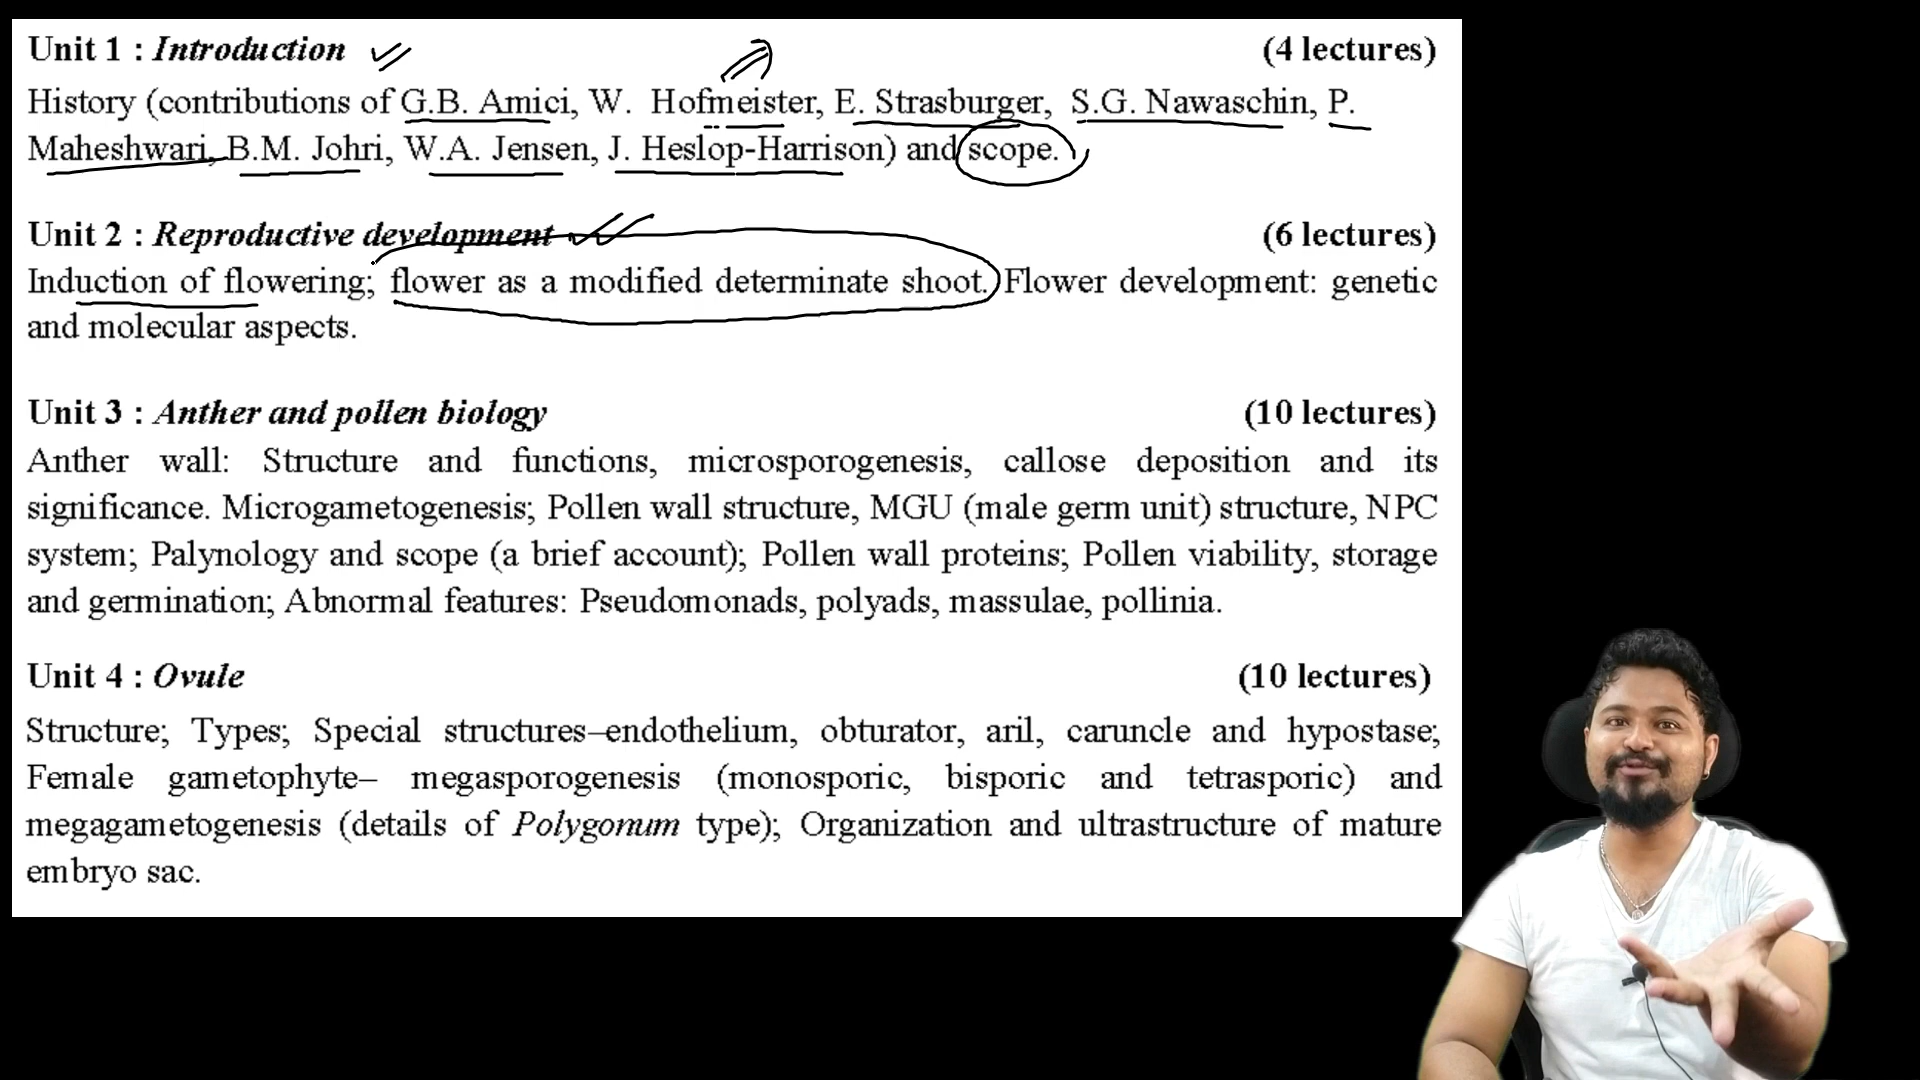 Unit 1 : Introduction (4 lectures)
History (contributions of G.B. Amici, W. Hofmeister, E. Strasburger, S.G. Nawaschin, P.
Maheshwari, B.M. Johri, W.A. Jensen, J. Heslop-Harrison) and scope.
Unit 2 : Reproductive development (6 lectures)
Induction of flowering; flower as a modified determinate shoot. Flower development: genetic
and molecular aspects.
Unit 3 : Anther and pollen biology (10 lectures)
Anther wall: Structure and functions, microsporogenesis, callose deposition and its
significance. Microgametogenesis; Pollen wall structure, MGU (male germ unit) structure, NPC
system; Palynology and scope (a brief account); Pollen wall proteins; Pollen viability, storage
and germination; Abnormal features: Pseudomonads, polyads, massulae, pollinia.
Unit 4 : Ovule (10 lectures)
Structure; Types; Special structures–endothelium, obturator, aril, caruncle and hypostase;
Female gametophyte– megasporogenesis (monosporic, bisporic and tetrasporic) and
megagametogenesis (details of Polygonum type); Organization and ultrastructure of mature
embryo sac.